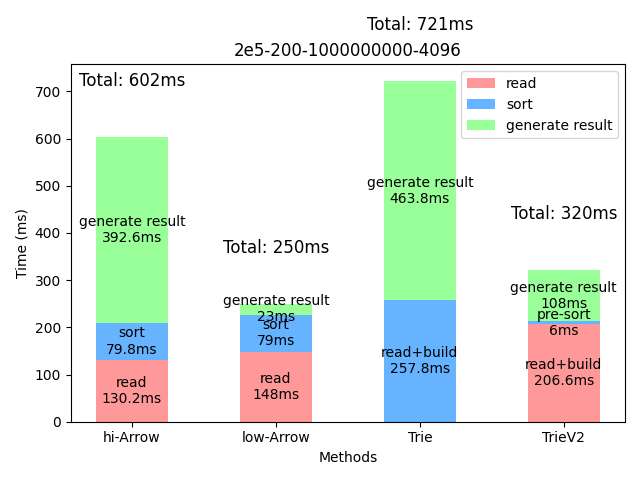 Total: 721ms
2e5-200-1000000000-4096
Total: 602ms
read
sort
generate result
Total: 320ms
Total: 250ms
generate result
392.6ms
sort
79.8ms
read
130.2ms
generate result
23ms
sort
79ms
read
148ms
generate result
463.8ms
read+build
257.8ms
generate result
108ms
pre-sort
6ms
read+build
206.6ms
Time (ms)
700
600
500
400
300
200
100
0
hi-Arrow
low-Arrow
Trie
TrieV2
Methods